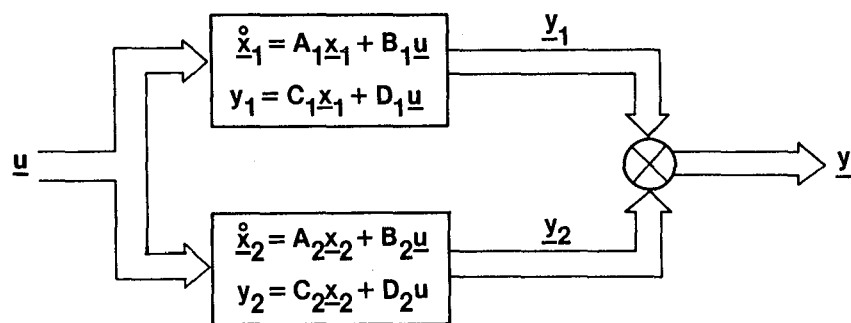 y₁
ẋ₁ = A₁x₁ + B₁u
y₁ = C₁x₁ + D₁u
u
y
ẋ₂ = A₂x₂ + B₂u
y₂ = C₂x₂ + D₂u
y₂